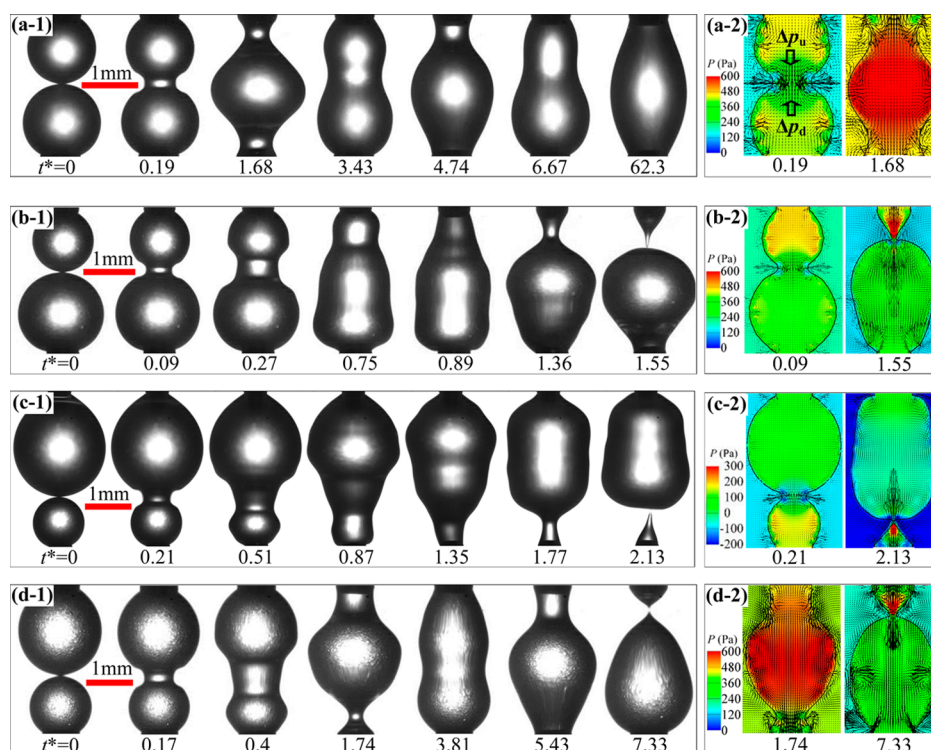 (a-1)
1mm
t*=0 0.19 1.68 3.43 4.74 6.67 62.3
(a-2)
Δpu
P (Pa)
600
480
360
240
120
0
Δpd
0.19 1.68
(b-1)
1mm
t*=0 0.09 0.27 0.75 0.89 1.36 1.55
(b-2)
P (Pa)
600
480
360
240
120
0
0.09 1.55
(c-1)
1mm
t*=0 0.21 0.51 0.87 1.35 1.77 2.13
(c-2)
P (Pa)
300
200
100
0
-100
-200
0.21 2.13
(d-1)
1mm
t*=0 0.17 0.4 1.74 3.81 5.43 7.33
(d-2)
P (Pa)
600
480
360
240
120
0
1.74 7.33